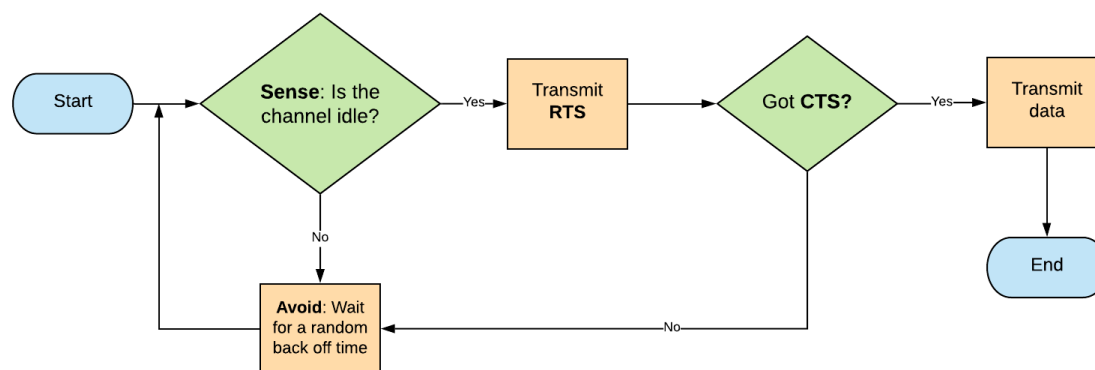 Start
Sense: Is the
channel idle?
Yes
Transmit
RTS
Got CTS?
Yes
Transmit
data
No
End
Avoid: Wait
for a random
back off time
No